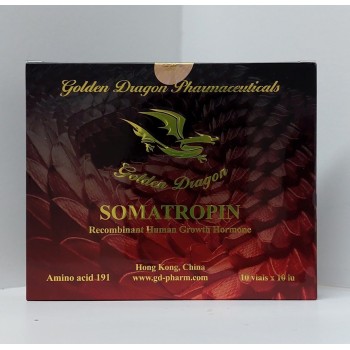 Golden Dragon Pharmaceuticals
Golden Dragon
SOMATROPIN
Recombinant Human Growth Hormone
Hong Kong, China
Amino acid 191
www.gd-pharm.com
10 vials x 10 iu